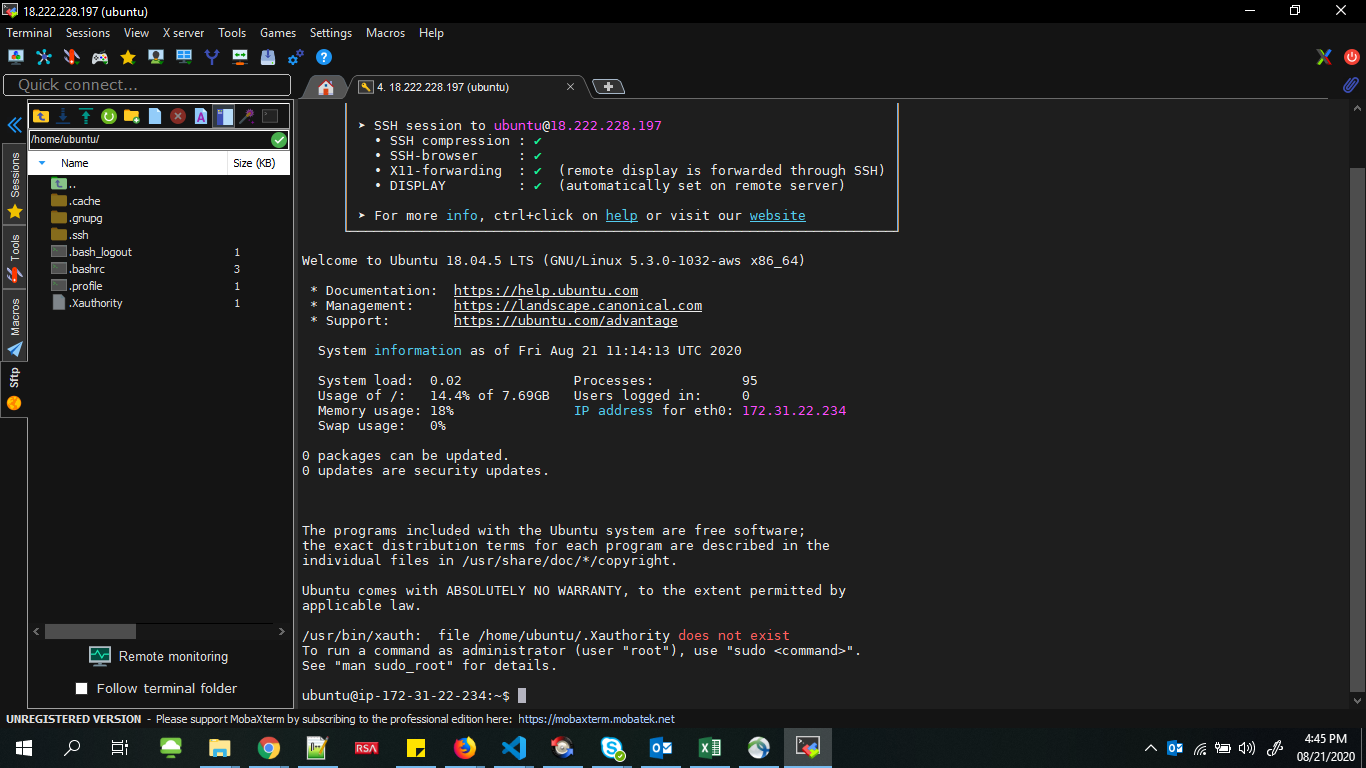 18.222.228.197 (ubuntu)
Terminal Sessions View X server Tools Games Settings Macros Help
Quick connect...
4. 18.222.228.197 (ubuntu)
/home/ubuntu/
Name Size (KB)
..
.cache
.gnupg
.ssh
.bash_logout 1
.bashrc 3
.profile 1
.Xauthority 1
Sessions
Tools
Macros
Sftp
Remote monitoring
Follow terminal folder
➤ SSH session to ubuntu@18.222.228.197
• SSH compression : ✔
• SSH-browser : ✔
• X11-forwarding : ✔ (remote display is forwarded through SSH)
• DISPLAY : ✔ (automatically set on remote server)
➤ For more info, ctrl+click on help or visit our website
Welcome to Ubuntu 18.04.5 LTS (GNU/Linux 5.3.0-1032-aws x86_64)
* Documentation: https://help.ubuntu.com
* Management: https://landscape.canonical.com
* Support: https://ubuntu.com/advantage
System information as of Fri Aug 21 11:14:13 UTC 2020
System load: 0.02 Processes: 95
Usage of /: 14.4% of 7.69GB Users logged in: 0
Memory usage: 18% IP address for eth0: 172.31.22.234
Swap usage: 0%
0 packages can be updated.
0 updates are security updates.
The programs included with the Ubuntu system are free software;
the exact distribution terms for each program are described in the
individual files in /usr/share/doc/*/copyright.
Ubuntu comes with ABSOLUTELY NO WARRANTY, to the extent permitted by
applicable law.
/usr/bin/xauth: file /home/ubuntu/.Xauthority does not exist
To run a command as administrator (user "root"), use "sudo <command>".
See "man sudo_root" for details.
ubuntu@ip-172-31-22-234:~$
UNREGISTERED VERSION - Please support MobaXterm by subscribing to the professional edition here: https://mobaxterm.mobatek.net
RSA
4:45 PM
08/21/2020